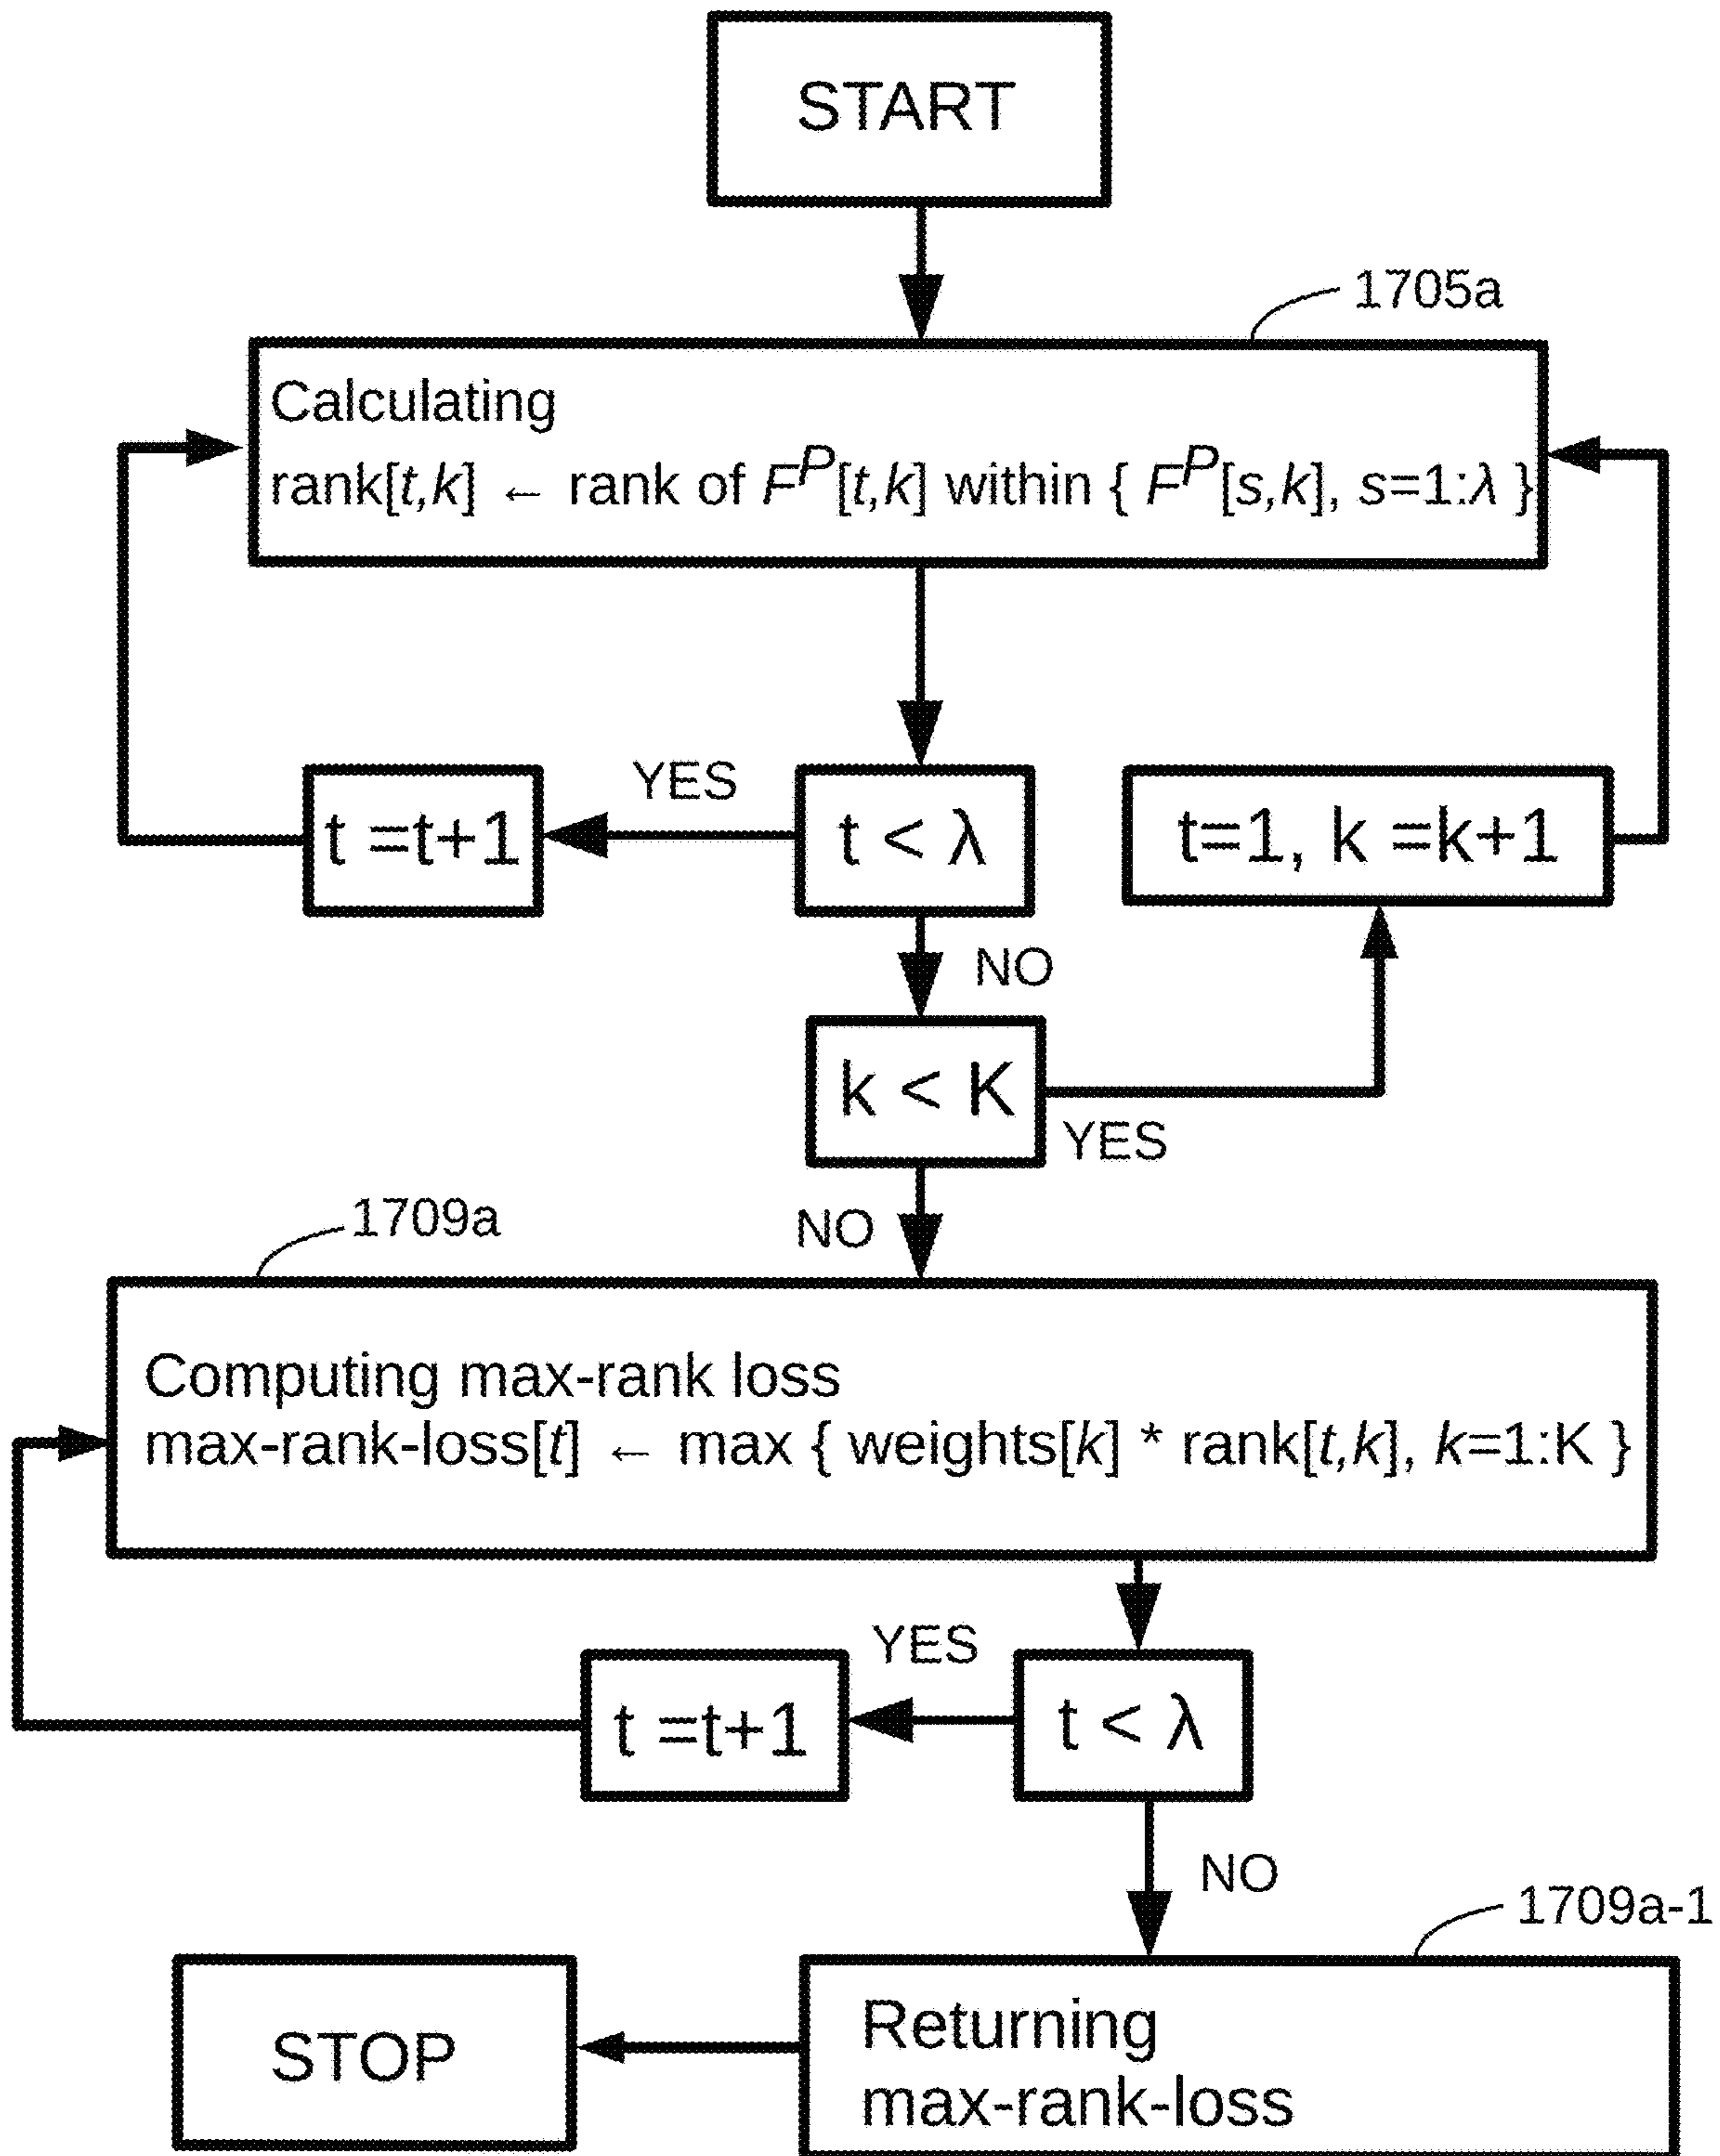 START
1705a
Calculating
rank[t,k] ← rank of F^P[t,k] within { F^P[s,k], s=1:λ }
YES
t =t+1
t < λ
t=1, k =k+1
NO
k < K
YES
1709a
NO
Computing max-rank loss
max-rank-loss[t] ← max { weights[k] * rank[t,k], k=1:K }
YES
t =t+1
t < λ
NO
1709a-1
STOP
Returning
max-rank-loss